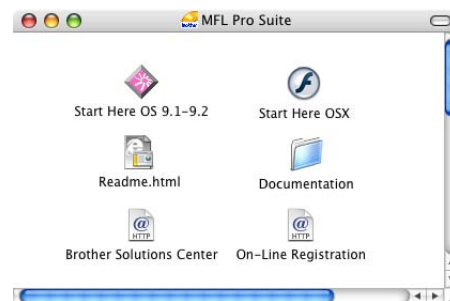 MFL Pro Suite
Start Here OS 9.1-9.2
Start Here OSX
Readme.html
Documentation
@
HTTP
@
HTTP
Brother Solutions Center
On-Line Registration